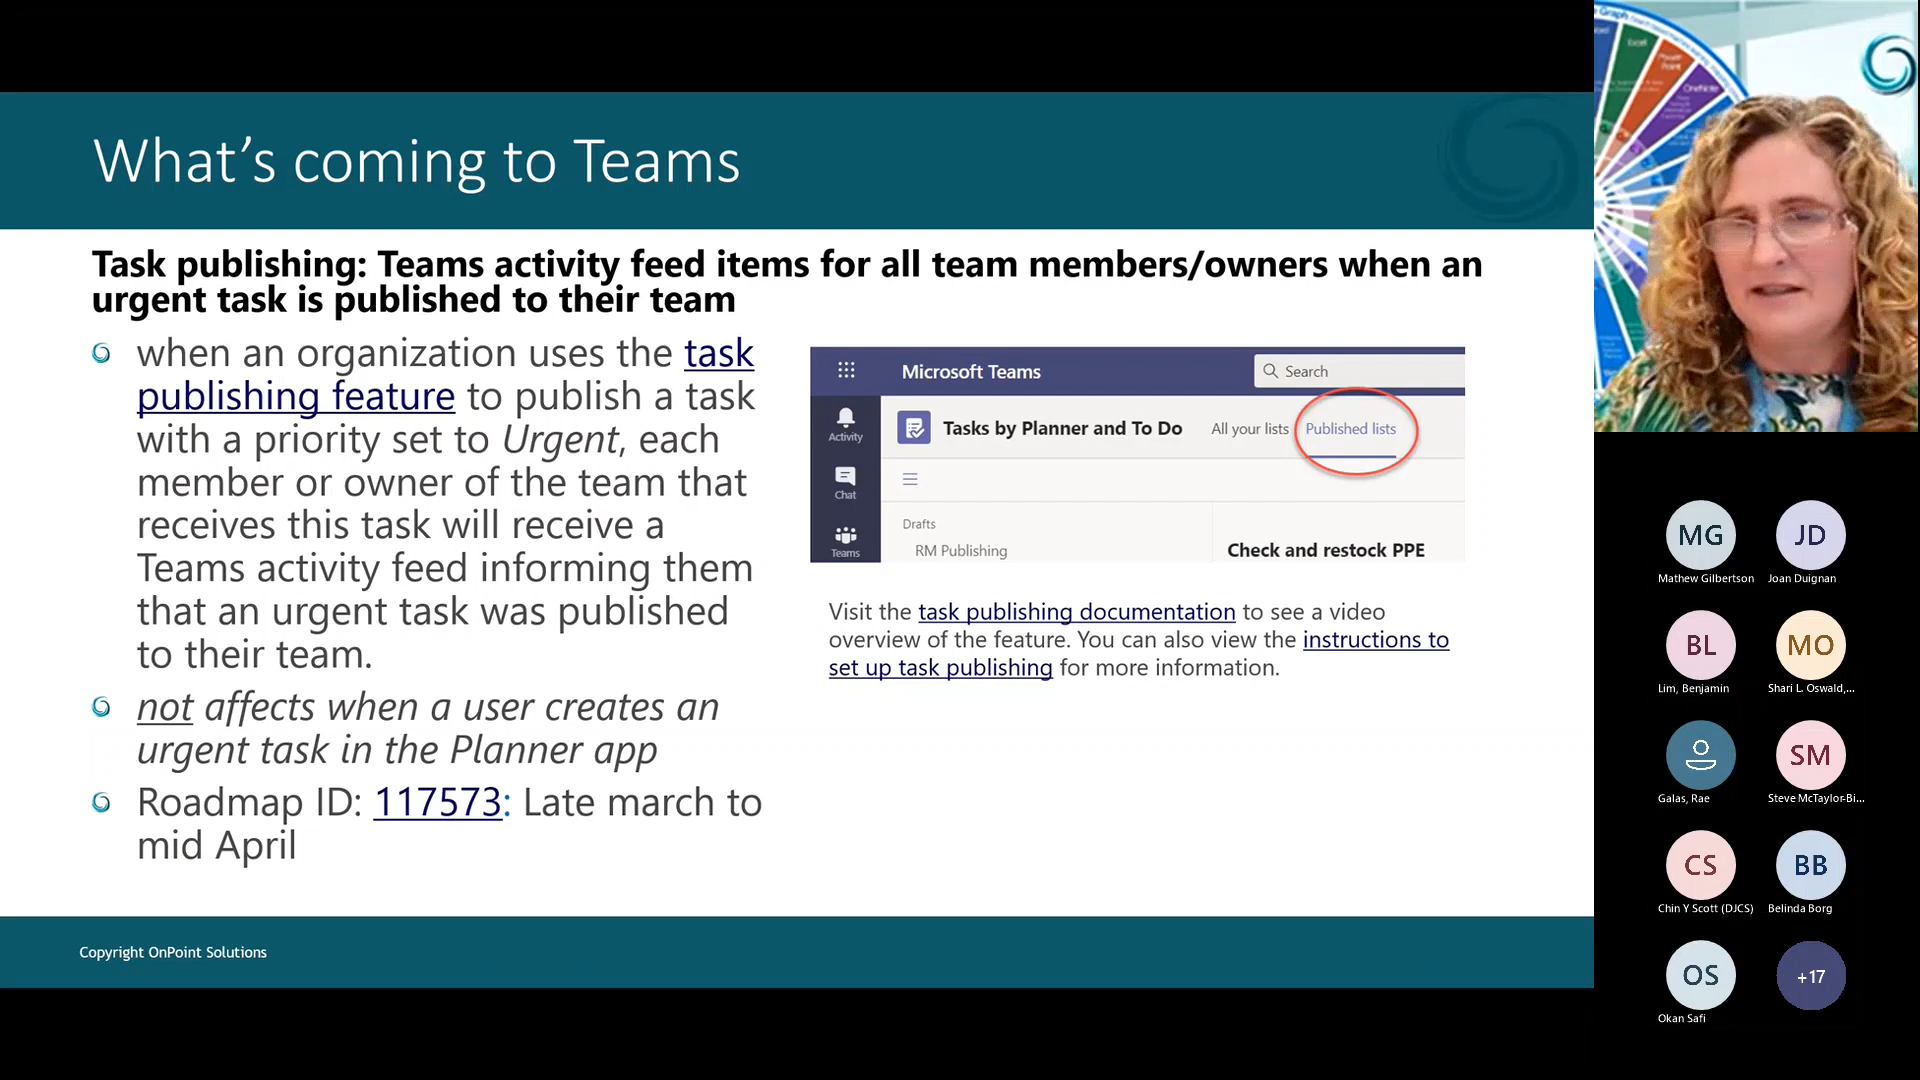 What's coming to Teams
Task publishing: Teams activity feed items for all team members/owners when an
urgent task is published to their team
when an organization uses the task
publishing feature to publish a task
with a priority set to Urgent, each
member or owner of the team that
receives this task will receive a
Teams activity feed informing them
that an urgent task was published
to their team.
not affects when a user creates an
urgent task in the Planner app
Roadmap ID: 117573: Late march to
mid April
Microsoft Teams
Search
Activity
Tasks by Planner and To Do
All your lists
Published lists
Chat
Drafts
Teams
RM Publishing
Check and restock PPE
Visit the task publishing documentation to see a video
overview of the feature. You can also view the instructions to
set up task publishing for more information.
Copyright OnPoint Solutions
Graph
Excel
Power
Point
OneNote
MG
JD
Mathew Gilbertson
Joan Duignan
BL
MO
Lim, Benjamin
Shari L. Oswald,...
SM
Galas, Rae
Steve McTaylor-Bi...
CS
BB
Chin Y Scott (DJCS)
Belinda Borg
OS
+17
Okan Safi